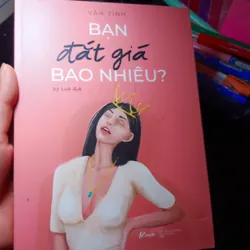 VÃN TÌNH
BẠN
đắt giá
BAO NHIÊU?